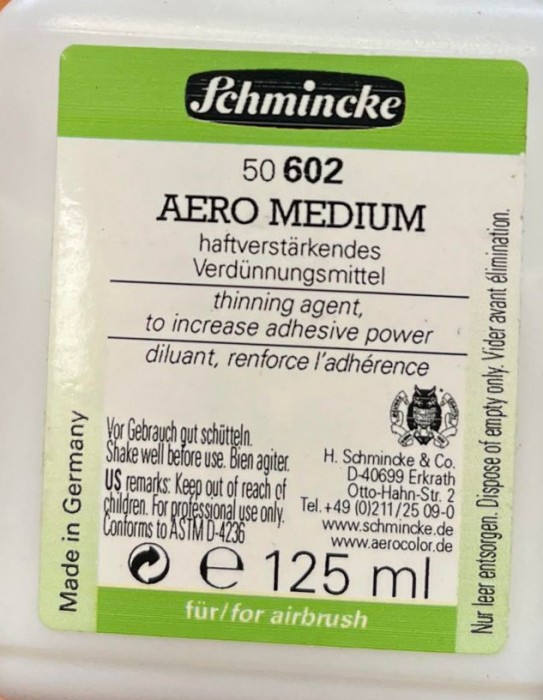 Schmincke
50 602
AERO MEDIUM
haftverstärkendes
Verdünnungsmittel
thinning agent,
to increase adhesive power
diluant, renforce l'adhérence
Vor Gebrauch gut schütteln.
Shake well before use. Bien agiter.
US remarks: Keep out of reach of
children. For professional use only.
Conforms to ASTM D-4236
H. Schmincke & Co.
D-40699 Erkrath
Otto-Hahn-Str. 2
Tel. +49 (0)211/25 09-0
www.schmincke.de
www.aerocolor.de
e 125 ml
für/for airbrush
Made in Germany
Nur leer entsorgen. Dispose of empty only. Vider avant élimination.